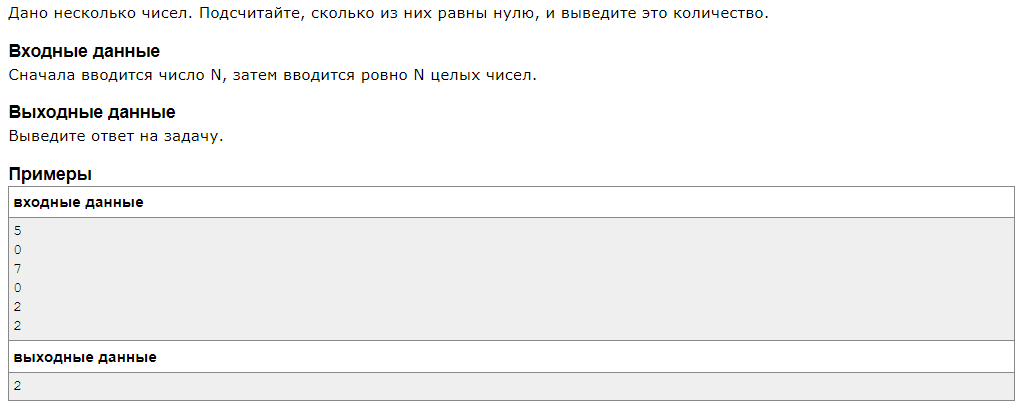 Дано несколько чисел. Подсчитайте, сколько из них равны нулю, и выведите это количество.
Входные данные
Сначала вводится число N, затем вводится ровно N целых чисел.
Выходные данные
Выведите ответ на задачу.
Примеры
входные данные
5
0
7
0
2
2
выходные данные
2